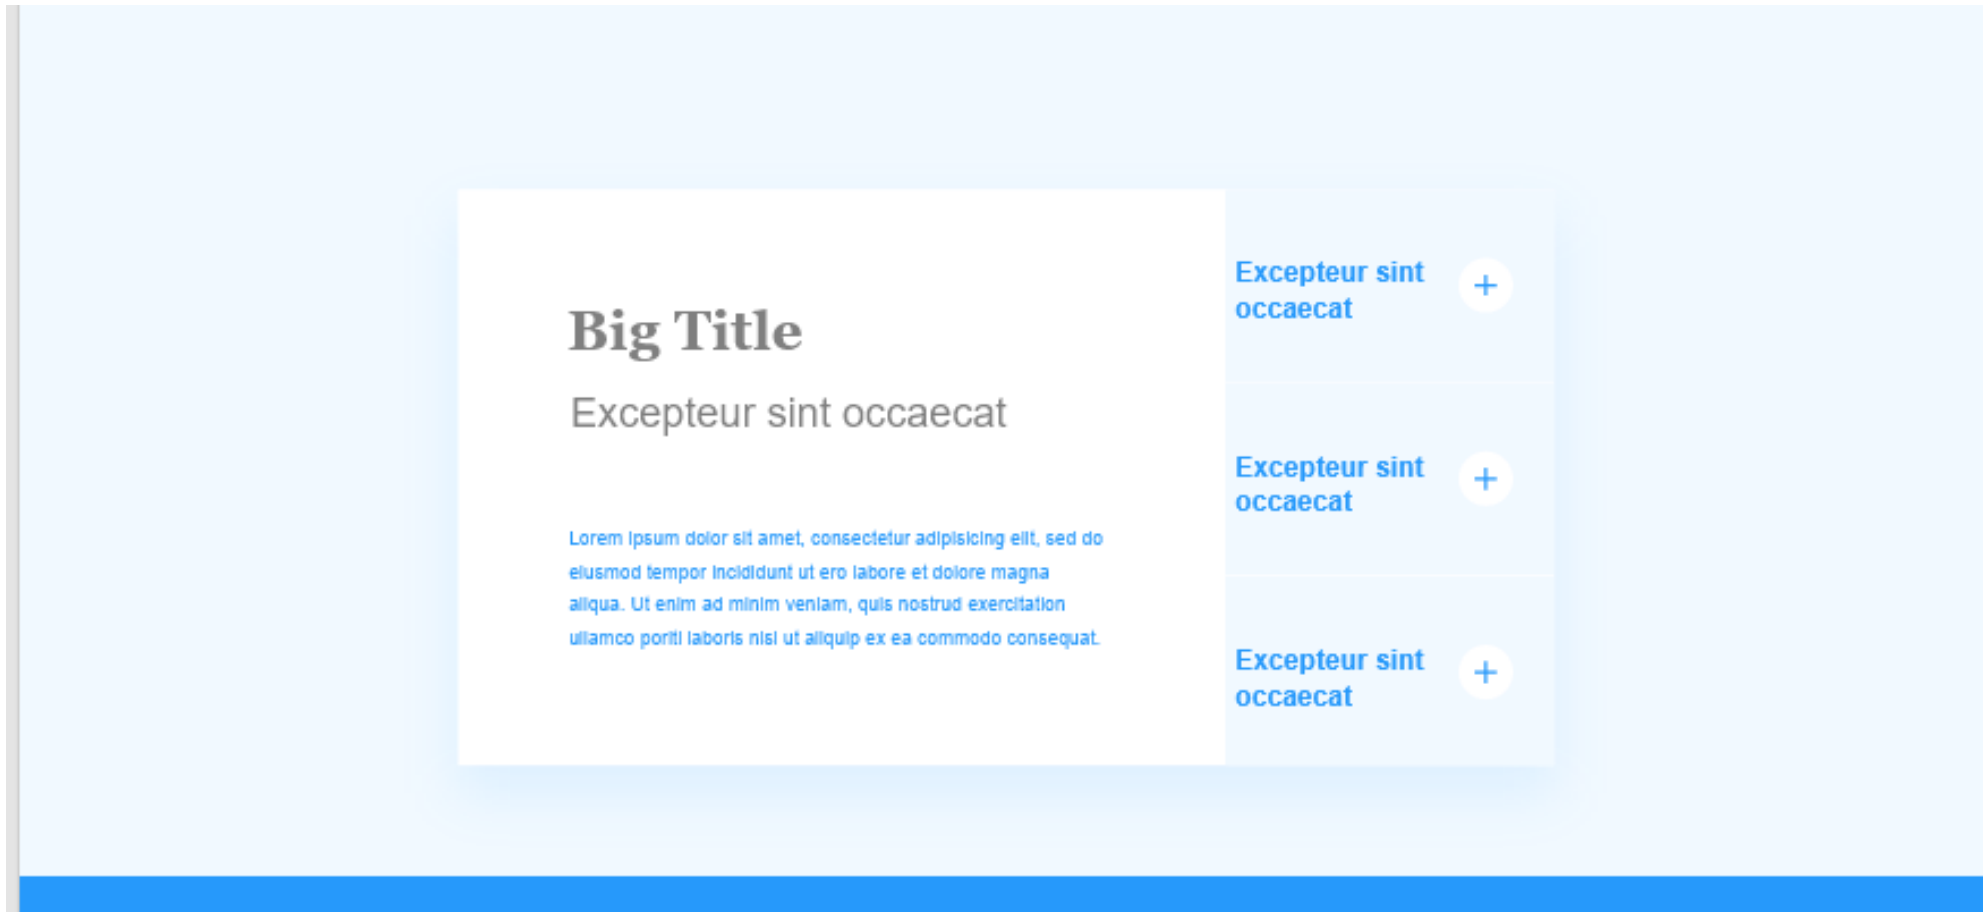 Big Title
Excepteur sint occaecat
Lorem ipsum dolor sit amet, consectetur adipisicing elit, sed do
eiusmod tempor incididunt ut ero labore et dolore magna
aliqua. Ut enim ad minim veniam, quis nostrud exercitation
ullamco poriti laboris nisi ut aliquip ex ea commodo consequat.
Excepteur sint
occaecat
+
Excepteur sint
occaecat
+
Excepteur sint
occaecat
+